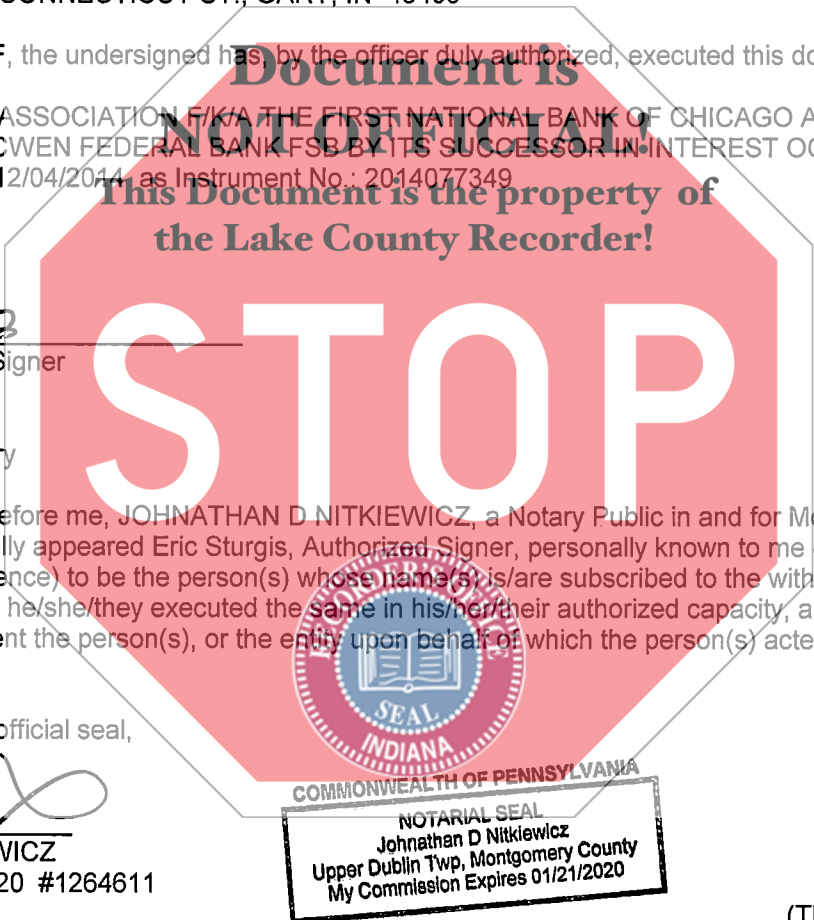 CONNECTICUT ST., GARY, IN
, the undersigned has, by the officer duly authorized, executed this
Document is
ASSOCIATION F/K/A THE FIRST NATIONAL BANK OF CHICAGO
NOT OFFICIAL!
CWEN FEDERAL BANK FSB BY ITS SUCCESSOR IN INTEREST
12/04/2014, as Instrument No.: 2014077349
This Document is the property of
the Lake County Recorder!
STOP
Signer
efore me, JOHNATHAN D NITKIEWICZ, a Notary Public in and for
lly appeared Eric Sturgis, Authorized Signer, personally known to me
ence) to be the person(s) whose name(s) is/are subscribed to the
he/she/they executed the same in his/her/their authorized capacity,
ent the person(s), or the entity upon behalf of which the person(s) acte
RECORDER'S OFFICE
SEAL
INDIANA
official seal,
COMMONWEALTH OF PENNSYLVANIA
NOTARIAL SEAL
Johnathan D Nitkiewicz
Upper Dublin Twp, Montgomery County
My Commission Expires 01/21/2020
WICZ
20 #1264611